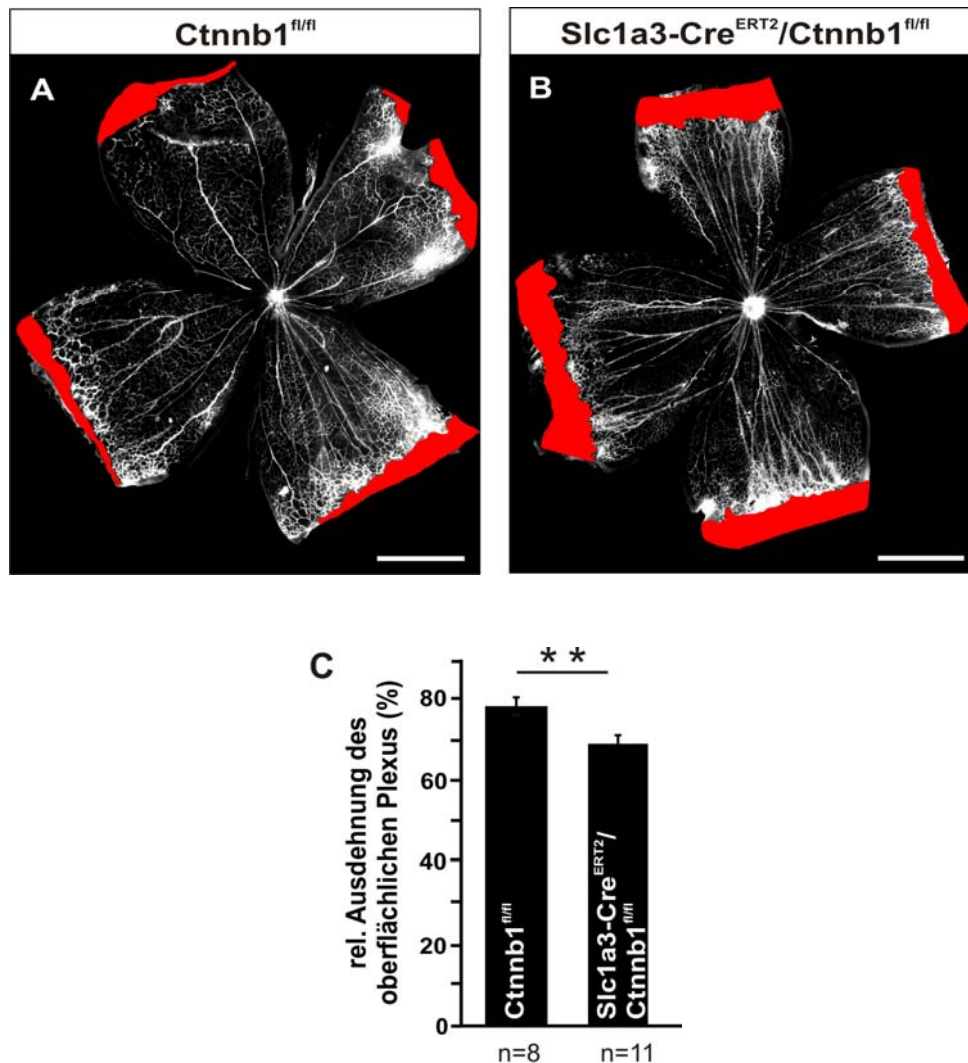 Ctnnb1fl/fl
Slc1a3-CreERT2/Ctnnb1fl/fl
A
B
C
**
rel. Ausdehnung des
oberflächlichen Plexus (%)
80
60
40
20
0
Ctnnb1fl/fl
Slc1a3-CreERT2/
Ctnnb1fl/fl
n=8
n=11